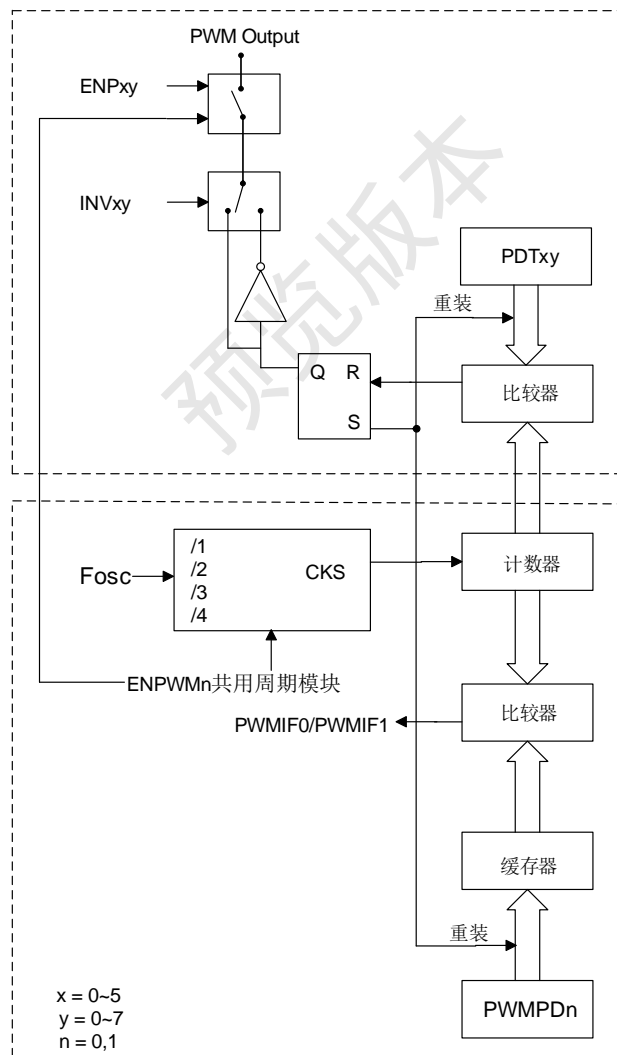 PWM Output
ENPxy
INVxy
预览版本
PDTxy
重装
Q R
S
比较器
/1
/2
/3
/4
CKS
Fosc
计数器
ENPWMn共用周期模块
PWMIF0/PWMIF1
比较器
缓存器
重装
PWMPDn
x = 0~5
y = 0~7
n = 0,1